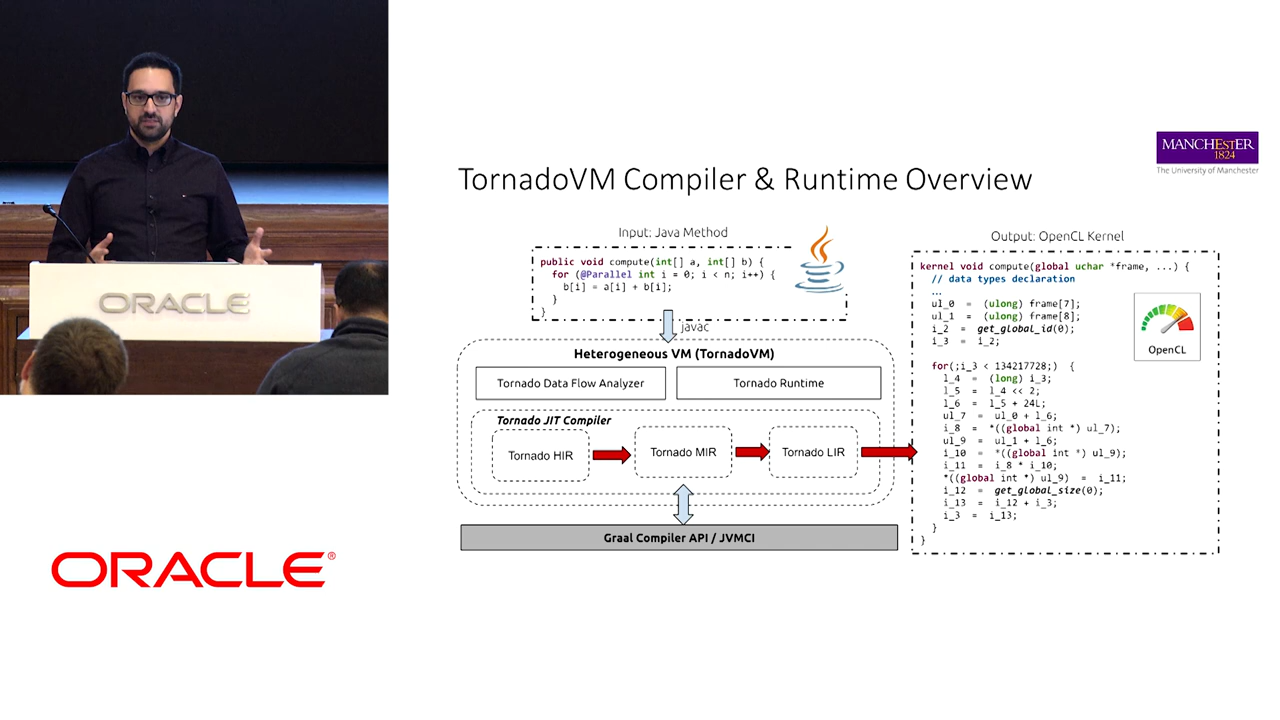 ORACLE
ORACLE®
MANCHESTER
1824
The University of Manchester
TornadoVM Compiler & Runtime Overview
Input: Java Method
public void compute(int[] a, int[] b) {
for (@Parallel int i = 0; i < n; i++) {
b[i] = a[i] + b[i];
}
}
javac
Heterogeneous VM (TornadoVM)
Tornado Data Flow Analyzer
Tornado Runtime
Tornado JIT Compiler
Tornado HIR
Tornado MIR
Tornado LIR
Graal Compiler API / JVMCI
Output: OpenCL Kernel
kernel void compute(global uchar *frame, ...) {
// data types declaration
…
ul_0 = (ulong) frame[7];
ul_1 = (ulong) frame[8];
i_2 = get_global_id(0);
i_3 = i_2;
for(;i_3 < 134217728;) {
l_4 = (long) i_3;
l_5 = l_4 << 2;
l_6 = l_5 + 24L;
ul_7 = ul_0 + l_6;
i_8 = *((global int *) ul_7);
ul_9 = ul_1 + l_6;
i_10 = *((global int *) ul_9);
i_11 = i_8 * i_10;
*((global int *) ul_9) = i_11;
i_12 = get_global_size(0);
i_13 = i_12 + i_3;
i_3 = i_13;
}
}
OpenCL